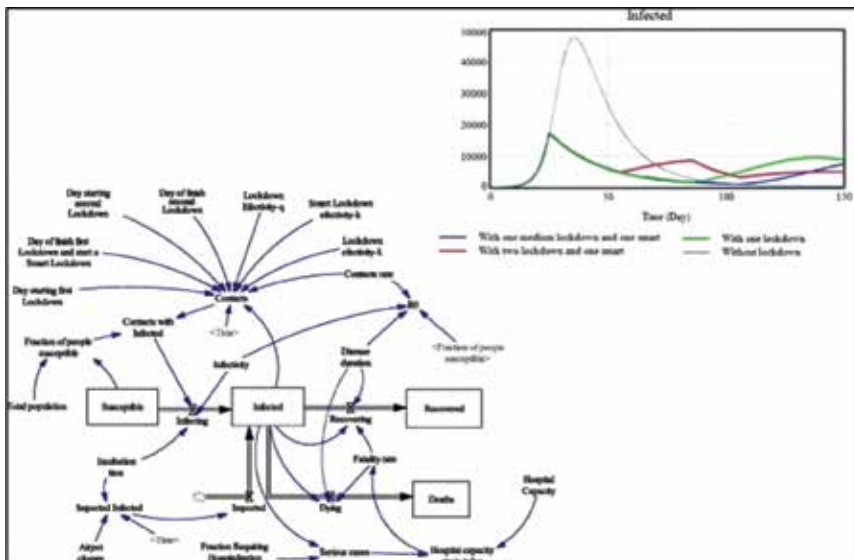 Infected
50000
40000
30000
20000
10000
0
0
50
100
150
Time (Day)
With one medium lockdown and one smart
With one lockdown
With two lockdown and one smart
Without lockdown
Day starting
second
Lockdown
Day of finish
second
Lockdown
Lockdown
Efectivity-q
Smart Lockdown
efectivity-k
Day of finish first
Lockdown and start a
Smart Lockdown
Lockdown
efectivity-L
Day starting first
Lockdown
Contacts
Contacts rate
R0
Contacts with
Infected
<Time>
Fraction of people
susceptible
Infectivity
Disease
duration
<Fraction of people
susceptible>
Total population
Susceptible
Infecting
Infected
Recovering
Recovered
Incubation
time
Fatality rate
Imported Infected
Imported
Dying
Deaths
Hospital
Capacity
Airport
<Time>
Fraction Requiring
Hospitalization
Serious cases
Hospital capacity